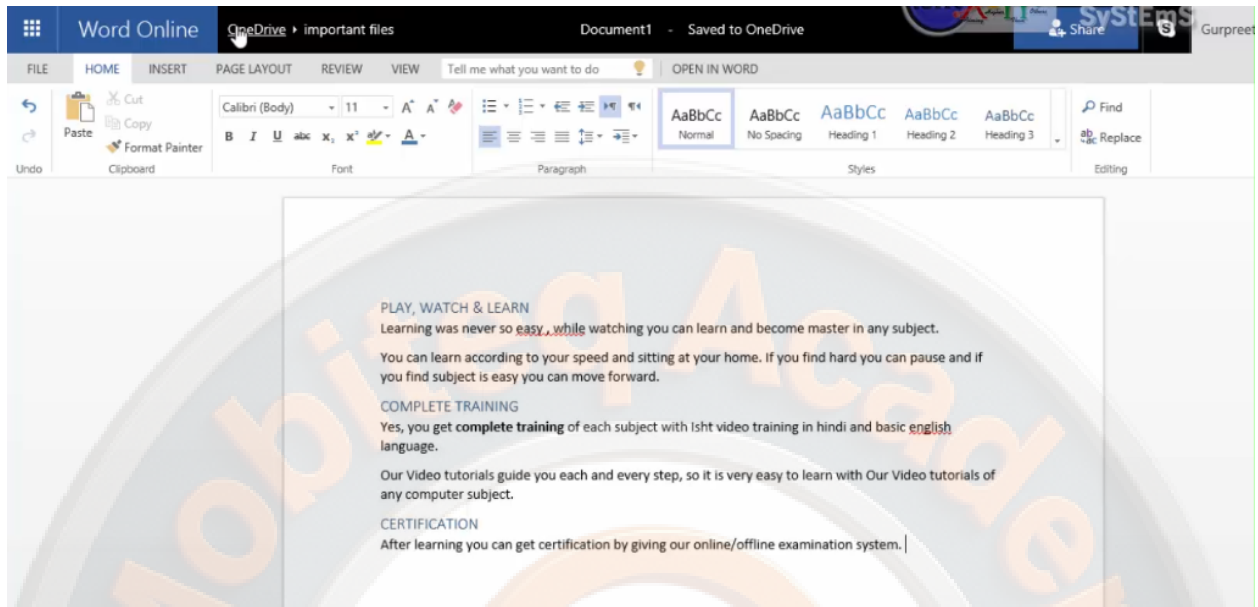 Word Online OneDrive ▸ important files Document1 - Saved to OneDrive SyStEmS Share Gurpreet
FILE HOME INSERT PAGE LAYOUT REVIEW VIEW Tell me what you want to do OPEN IN WORD
Cut
Copy
Paste
Format Painter
Undo
Clipboard
Calibri (Body) 11 A A
B I U abc x₂ x² ab A
Font
Paragraph
AaBbCc AaBbCc AaBbCc AaBbCc AaBbCc
Normal No Spacing Heading 1 Heading 2 Heading 3
Styles
Find
Replace
Editing
PLAY, WATCH & LEARN
Learning was never so easy , while watching you can learn and become master in any subject.
You can learn according to your speed and sitting at your home. If you find hard you can pause and if
you find subject is easy you can move forward.
COMPLETE TRAINING
Yes, you get complete training of each subject with Isht video training in hindi and basic english
language.
Our Video tutorials guide you each and every step, so it is very easy to learn with Our Video tutorials of
any computer subject.
CERTIFICATION
After learning you can get certification by giving our online/offline examination system.
Mobiteq Academ